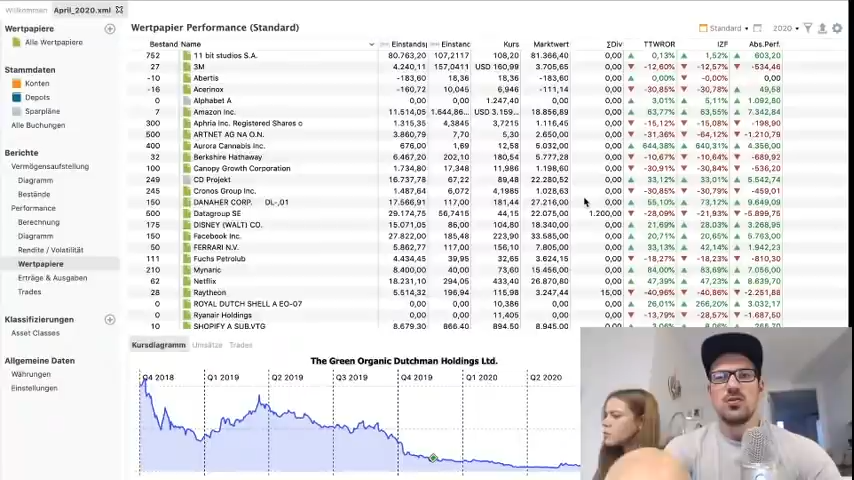 Willkommen April_2020.xml
Wertpapiere
Alle Wertpapiere
Stammdaten
Konten
Depots
Sparpläne
Alle Buchungen
Berichte
Vermögensaufstellung
Diagramm
Bestände
Performance
Berechnung
Diagramm
Rendite / Volatilität
Wertpapiere
Erträge & Ausgaben
Trades
Klassifizierungen
Asset Classes
Allgemeine Daten
Währungen
Einstellungen
Wertpapier Performance (Standard)
Standard 2020
Bestand Name Einstands Einstanc Kurs Marktwert ∑Div TTWROR IZF Abs.Perf.
752 11 bit studios S.A. 80.763,20 107,2117 108,20 81.366,40 0,00 0,13% 1,52% 603,20
27 3M 4.240,11 157,0411 USD 160,99 3.705,65 0,00 -12,60% -12,57% -534,46
-10 Abertis -183,60 18,36 18,36 -183,60 0,00 0,00% -0,00% 0,00
-16 Acerinox -160,72 10,045 6,946 -111,14 0,00 -30,85% -30,78% 49,58
0 Alphabet A 1.247,40 0,00 3,01% 5,11% 1.092,80
7 Amazon Inc. 11.514,05 1.644,86... USD 3.159... 18.856,89 0,00 63,77% 63,55% 7.342,84
300 Aphria Inc. Registered Shares o 1.315,35 4,3845 3,7215 1.116,45 0,00 -15,12% -15,08% -198,90
500 ARTNET AG NA O.N. 3.860,79 7,70 5,30 2.650,00 0,00 -31,36% -64,12% -1.210,79
400 Aurora Cannabis Inc. 676,00 1,69 12,58 5.032,00 0,00 644,38% 640,31% 4.356,00
32 Berkshire Hathaway 6.467,20 202,10 180,54 5.777,28 0,00 -10,67% -10,64% -689,92
100 Canopy Growth Corporation 1.734,80 17,348 11,986 1.198,60 0,00 -30,91% -30,84% -536,20
249 CD Projekt 16.737,78 67,22 89,48 22.280,52 0,00 33,12% 33,01% 5.542,74
245 Cronos Group Inc. 1.487,64 6,072 4,1985 1.028,63 0,00 -30,85% -30,79% -459,01
150 DANAHER CORP. DL-,01 17.566,91 117,00 181,44 27.216,00 0,00 55,10% 73,22% 9.649,09
500 Datagroup SE 29.174,75 56,7415 44,15 22.075,00 1.200,00 -28,09% -21,93% -5.899,75
175 DISNEY (WALT) CO. 15.071,05 86,00 104,80 18.340,00 0,00 21,69% 28,03% 3.268,95
150 Facebook Inc. 27.822,00 185,48 223,90 33.585,00 0,00 20,71% 20,65% 5.763,00
50 FERRARI N.V. 5.862,77 117,00 156,10 7.805,00 0,00 33,13% 42,14% 1.942,23
111 Fuchs Petrolub 4.434,45 39,95 32,65 3.624,15 0,00 -18,27% -18,23% -810,30
210 Mynaric 8.400,00 40,00 73,60 15.456,00 0,00 84,00% 83,69% 7.056,00
62 Netflix 18.231,10 294,05 433,40 26.870,80 0,00 47,39% 47,23% 8.639,70
28 Raytheon 5.514,32 196,94 115,98 3.247,44 15,00 -40,96% -40,86% -2.251,88
0 ROYAL DUTCH SHELL A EO-07 10,386 0,00 26,01% 256,20% 3.032,17
0 Ryanair Holdings 11,405 0,00 -13,79% -28,57% -1.687,50
10 SHOPIFY A SUB.VTG 8.679,30 866,40 894,50 8.945,00 0,00
Kursdiagramm Umsätze Trades
The Green Organic Dutchman Holdings Ltd.
Q4 2018 Q1 2019 Q2 2019 Q3 2019 Q4 2019 Q1 2020 Q2 2020